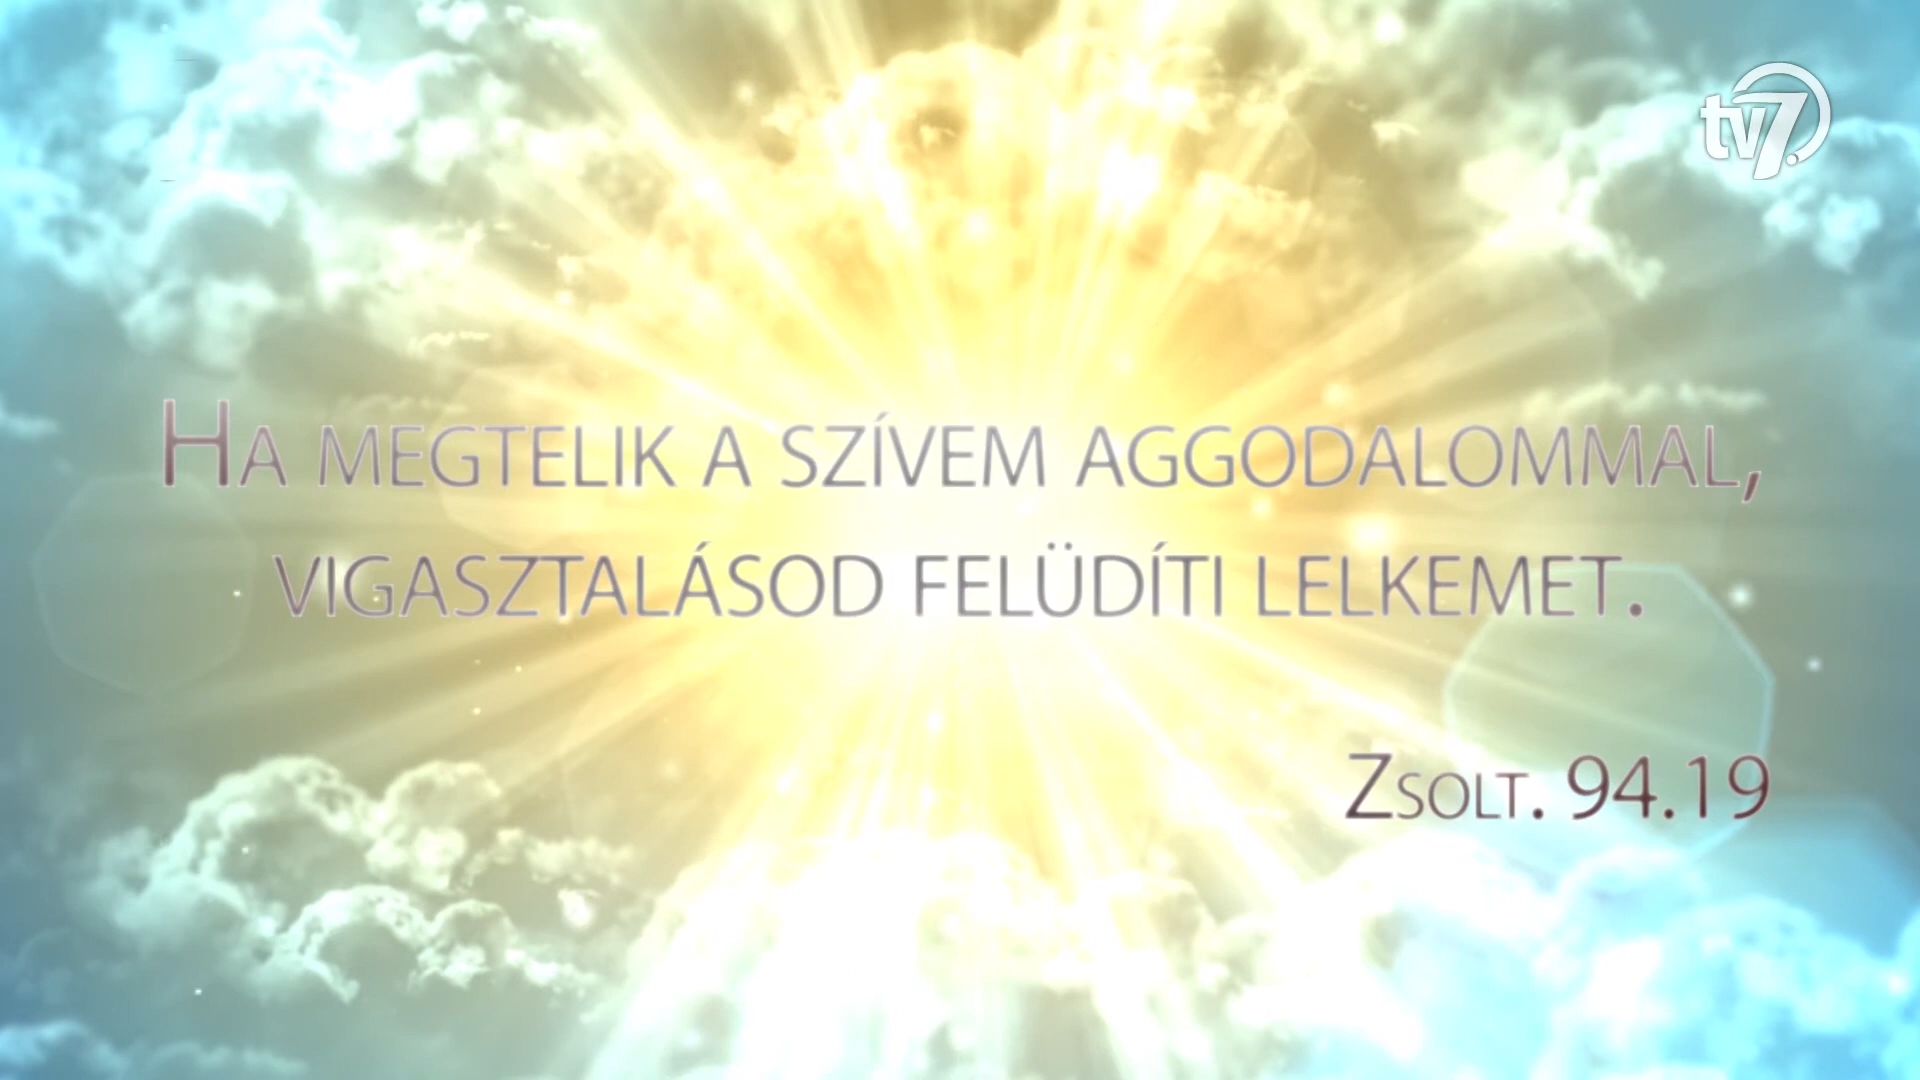 tv7
Ha megtelik a szívem aggodalommal,
vigasztalásod felüdíti lelkemet.
Zsolt. 94.19